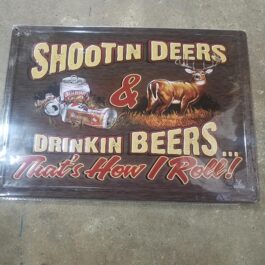 SHOOTIN DEERS
&
DRINKIN BEERS...
That's How I Roll!